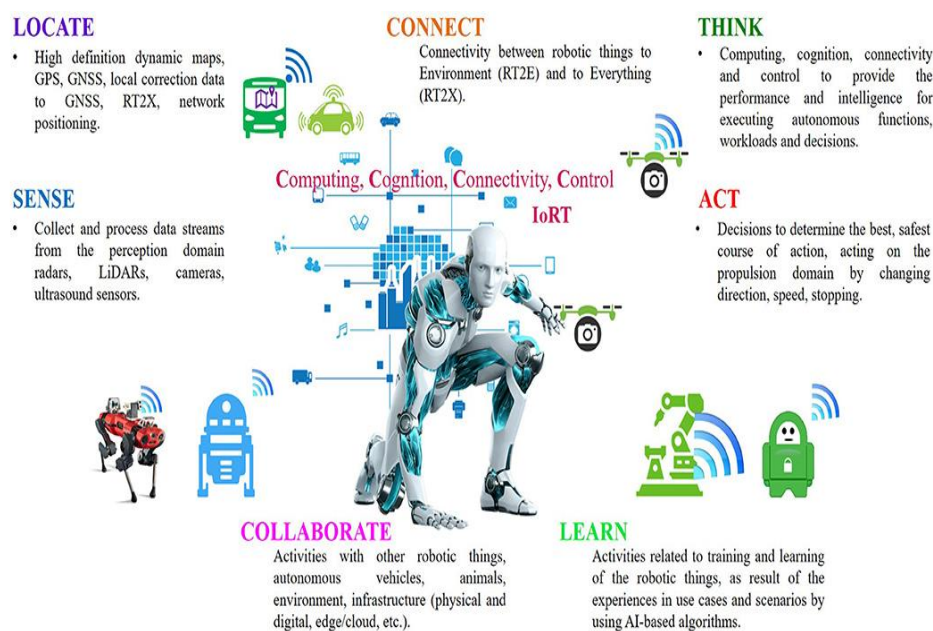 LOCATE
• High definition dynamic maps,
GPS, GNSS, local correction data
to GNSS, RT2X, network
positioning.
CONNECT
Connectivity between robotic things to
Environment (RT2E) and to Everything
(RT2X).
THINK
• Computing, cognition, connectivity
and control to provide the
performance and intelligence for
executing autonomous functions,
workloads and decisions.
Computing, Cognition, Connectivity, Control
IoRT
SENSE
• Collect and process data streams
from the perception domain
radars, LiDARs, cameras,
ultrasound sensors.
ACT
• Decisions to determine the best, safest
course of action, acting on the
propulsion domain by changing
direction, speed, stopping.
COLLABORATE
Activities with other robotic things,
autonomous vehicles, animals,
environment, infrastructure (physical and
digital, edge/cloud, etc.).
LEARN
Activities related to training and learning
of the robotic things, as result of the
experiences in use cases and scenarios by
using AI-based algorithms.